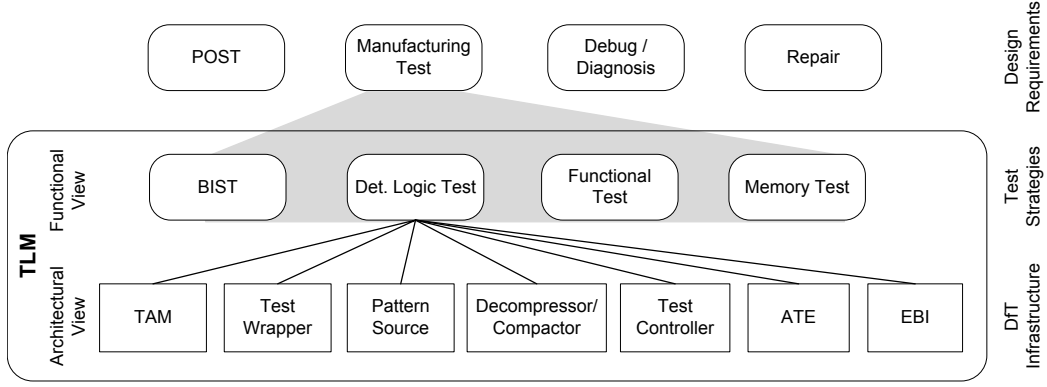 POST
Manufacturing
Test
Debug /
Diagnosis
Repair
Design
Requirements
TLM
Functional
View
BIST
Det. Logic Test
Functional
Test
Memory Test
Test
Strategies
Architectural
View
TAM
Test
Wrapper
Pattern
Source
Decompressor/
Compactor
Test
Controller
ATE
EBI
DfT
Infrastructure